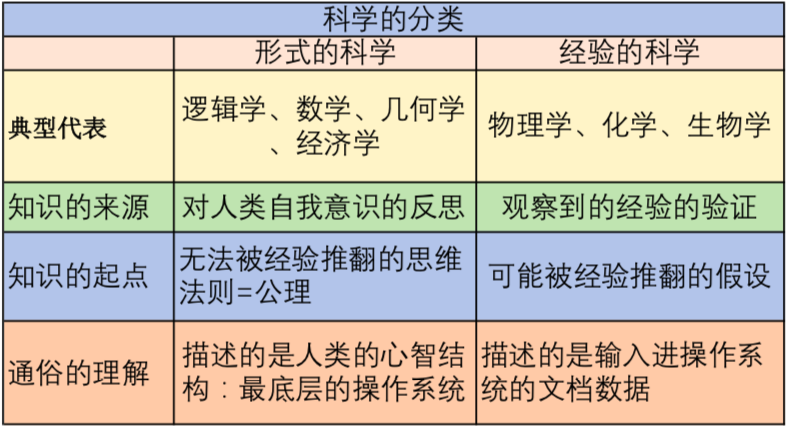 科学的分类
形式的科学
经验的科学
典型代表
逻辑学、数学、几何学
、经济学
物理学、化学、生物学
知识的来源
对人类自我意识的反思
观察到的经验的验证
知识的起点
无法被经验推翻的思维
法则=公理
可能被经验推翻的假设
通俗的理解
描述的是人类的心智结
构：最底层的操作系统
描述的是输入进操作系
统的文档数据